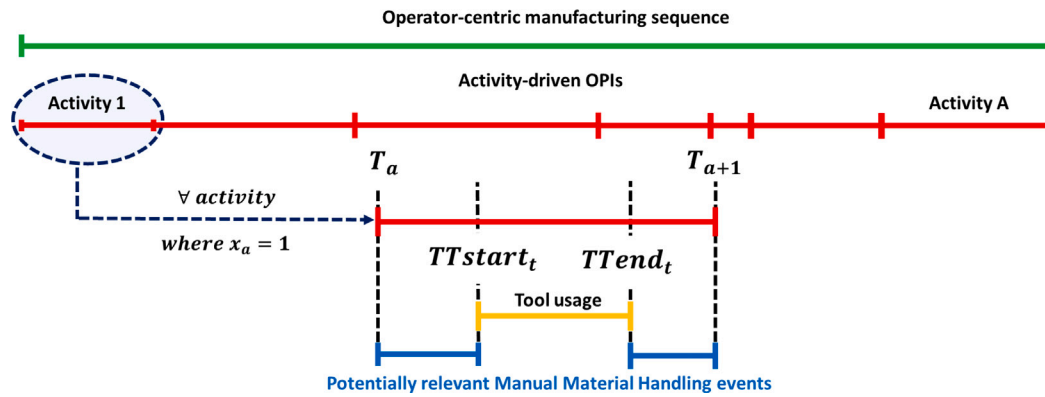 Operator-centric manufacturing sequence
Activity-driven OPIs
Activity 1
Activity A
T_a
T_{a+1}
∀ activity
where x_a = 1
TTstart_t
TTend_t
Tool usage
Potentially relevant Manual Material Handling events